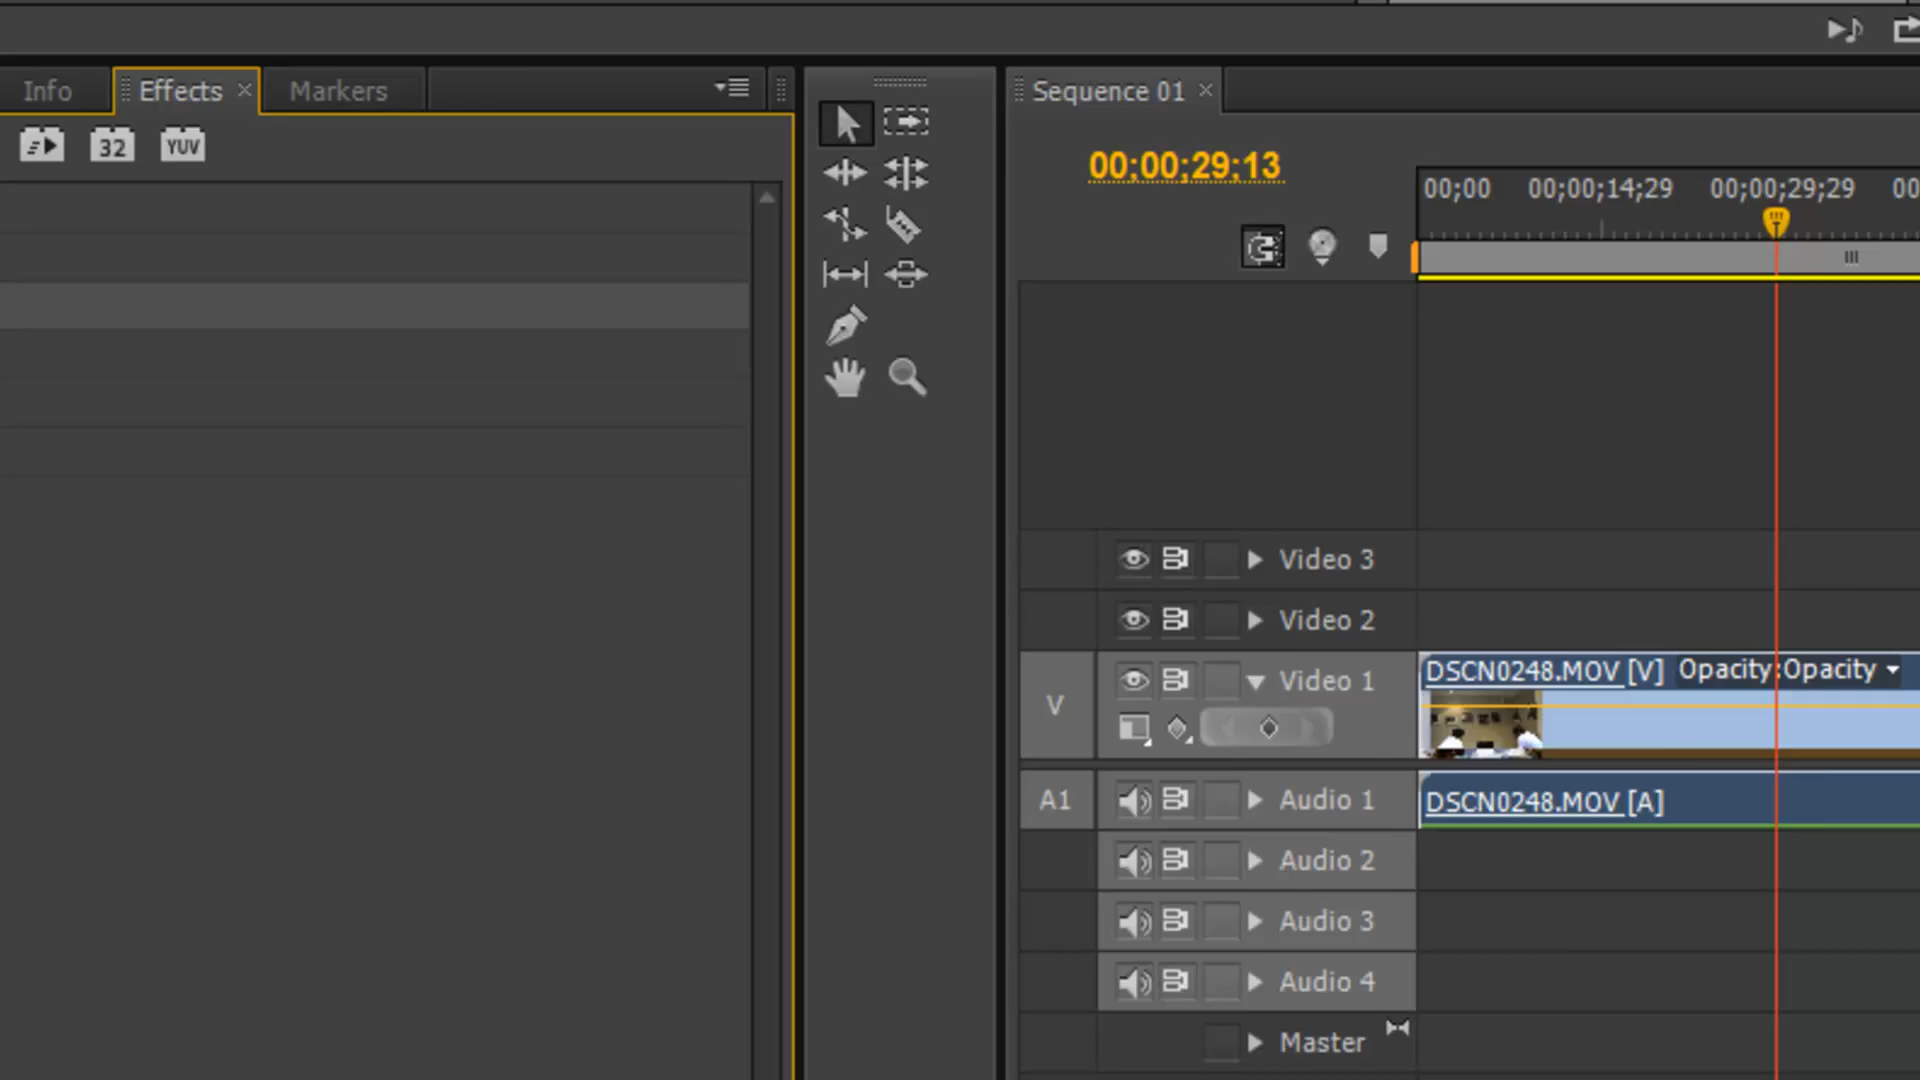 Info
Effects
Markers
32
YUV
Sequence 01
00;00;29;13
00;00
00;00;14;29
00;00;29;29
00
Video 3
Video 2
V
Video 1
DSCN0248.MOV [V]
Opacity:Opacity
A1
Audio 1
DSCN0248.MOV [A]
Audio 2
Audio 3
Audio 4
Master